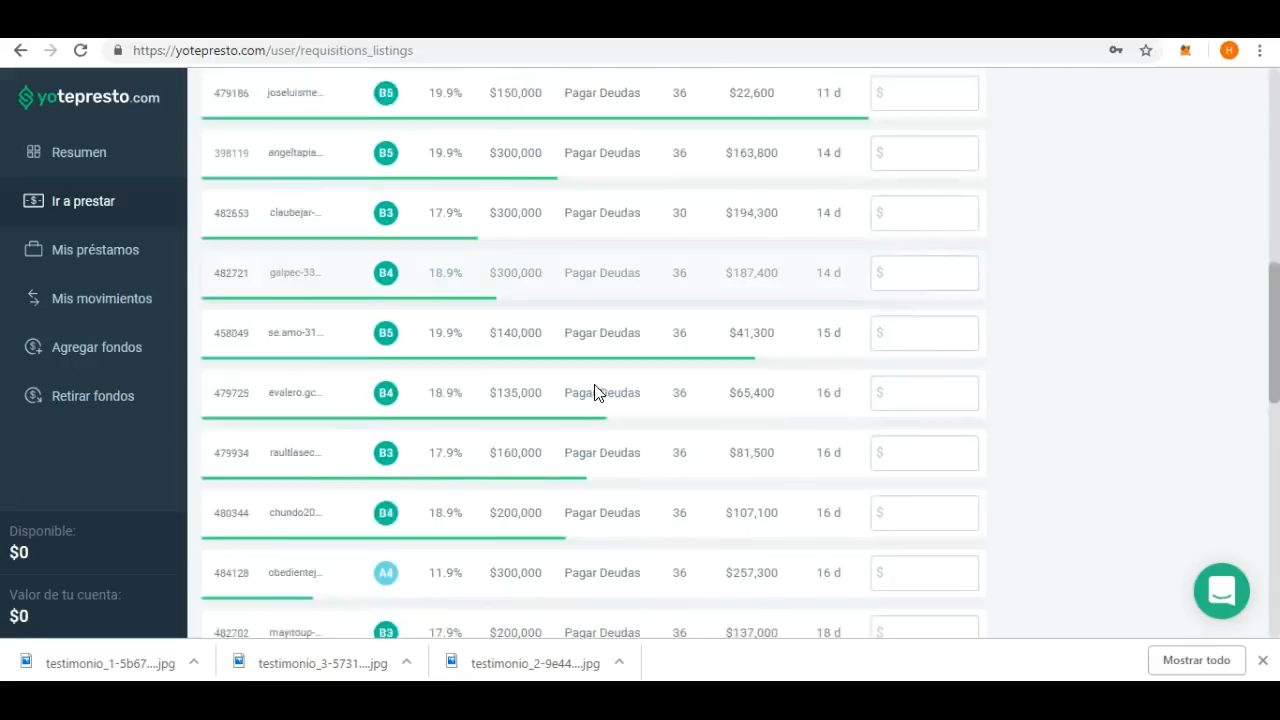 https://yotepresto.com/user/requisitions_listings
H
yotepresto.com
Resumen
Ir a prestar
Mis préstamos
Mis movimientos
Agregar fondos
Retirar fondos
Disponible:
$0
Valor de tu cuenta:
$0
479186 joseluisme... B5 19.9% $150,000 Pagar Deudas 36 $22,600 11 d $
398119 angeltapia... B5 19.9% $300,000 Pagar Deudas 36 $163,800 14 d $
482653 claubejar-... B3 17.9% $300,000 Pagar Deudas 30 $194,300 14 d $
482721 galpec-33... B4 18.9% $300,000 Pagar Deudas 36 $187,400 14 d $
458049 se.amo-31... B5 19.9% $140,000 Pagar Deudas 36 $41,300 15 d $
479725 evalero.gc... B4 18.9% $135,000 Pagar Deudas 36 $65,400 16 d $
479934 raultlasec... B3 17.9% $160,000 Pagar Deudas 36 $81,500 16 d $
480344 chundo20... B4 18.9% $200,000 Pagar Deudas 36 $107,100 16 d $
484128 obedientej... A4 11.9% $300,000 Pagar Deudas 36 $257,300 16 d $
482702 B3 17.9% $200,000 Pagar Deudas 36 $137,000 18 d $
testimonio_1-5b67....jpg
testimonio_3-5731....jpg
testimonio_2-9e44....jpg
Mostrar todo